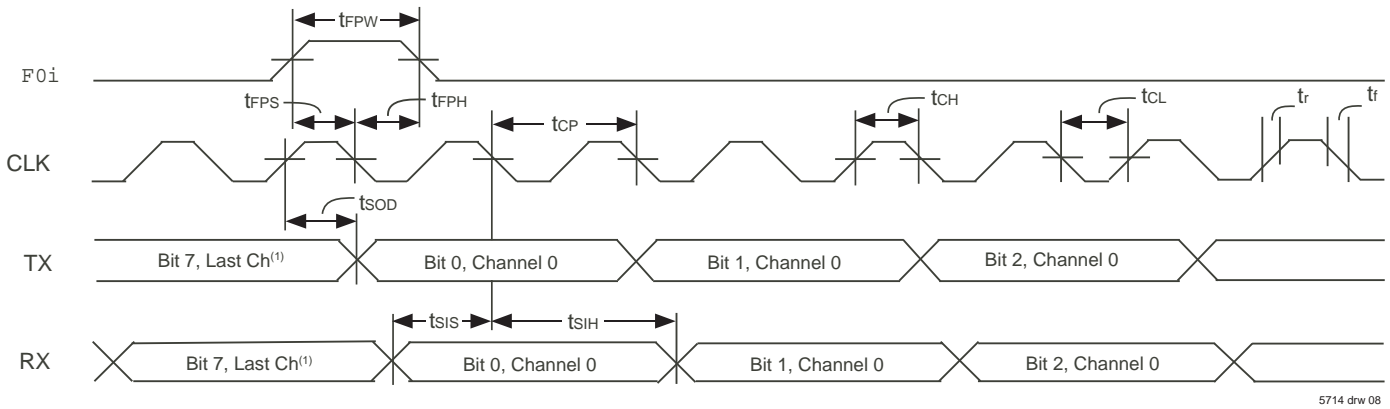 tFPW
F0i
tFPS
tFPH
tCP
tCH
tCL
tr
tf
CLK
tSOD
TX
Bit 7, Last Ch(1)
Bit 0, Channel 0
Bit 1, Channel 0
Bit 2, Channel 0
tSIS
tSIH
RX
Bit 7, Last Ch(1)
Bit 0, Channel 0
Bit 1, Channel 0
Bit 2, Channel 0
5714 drw 08